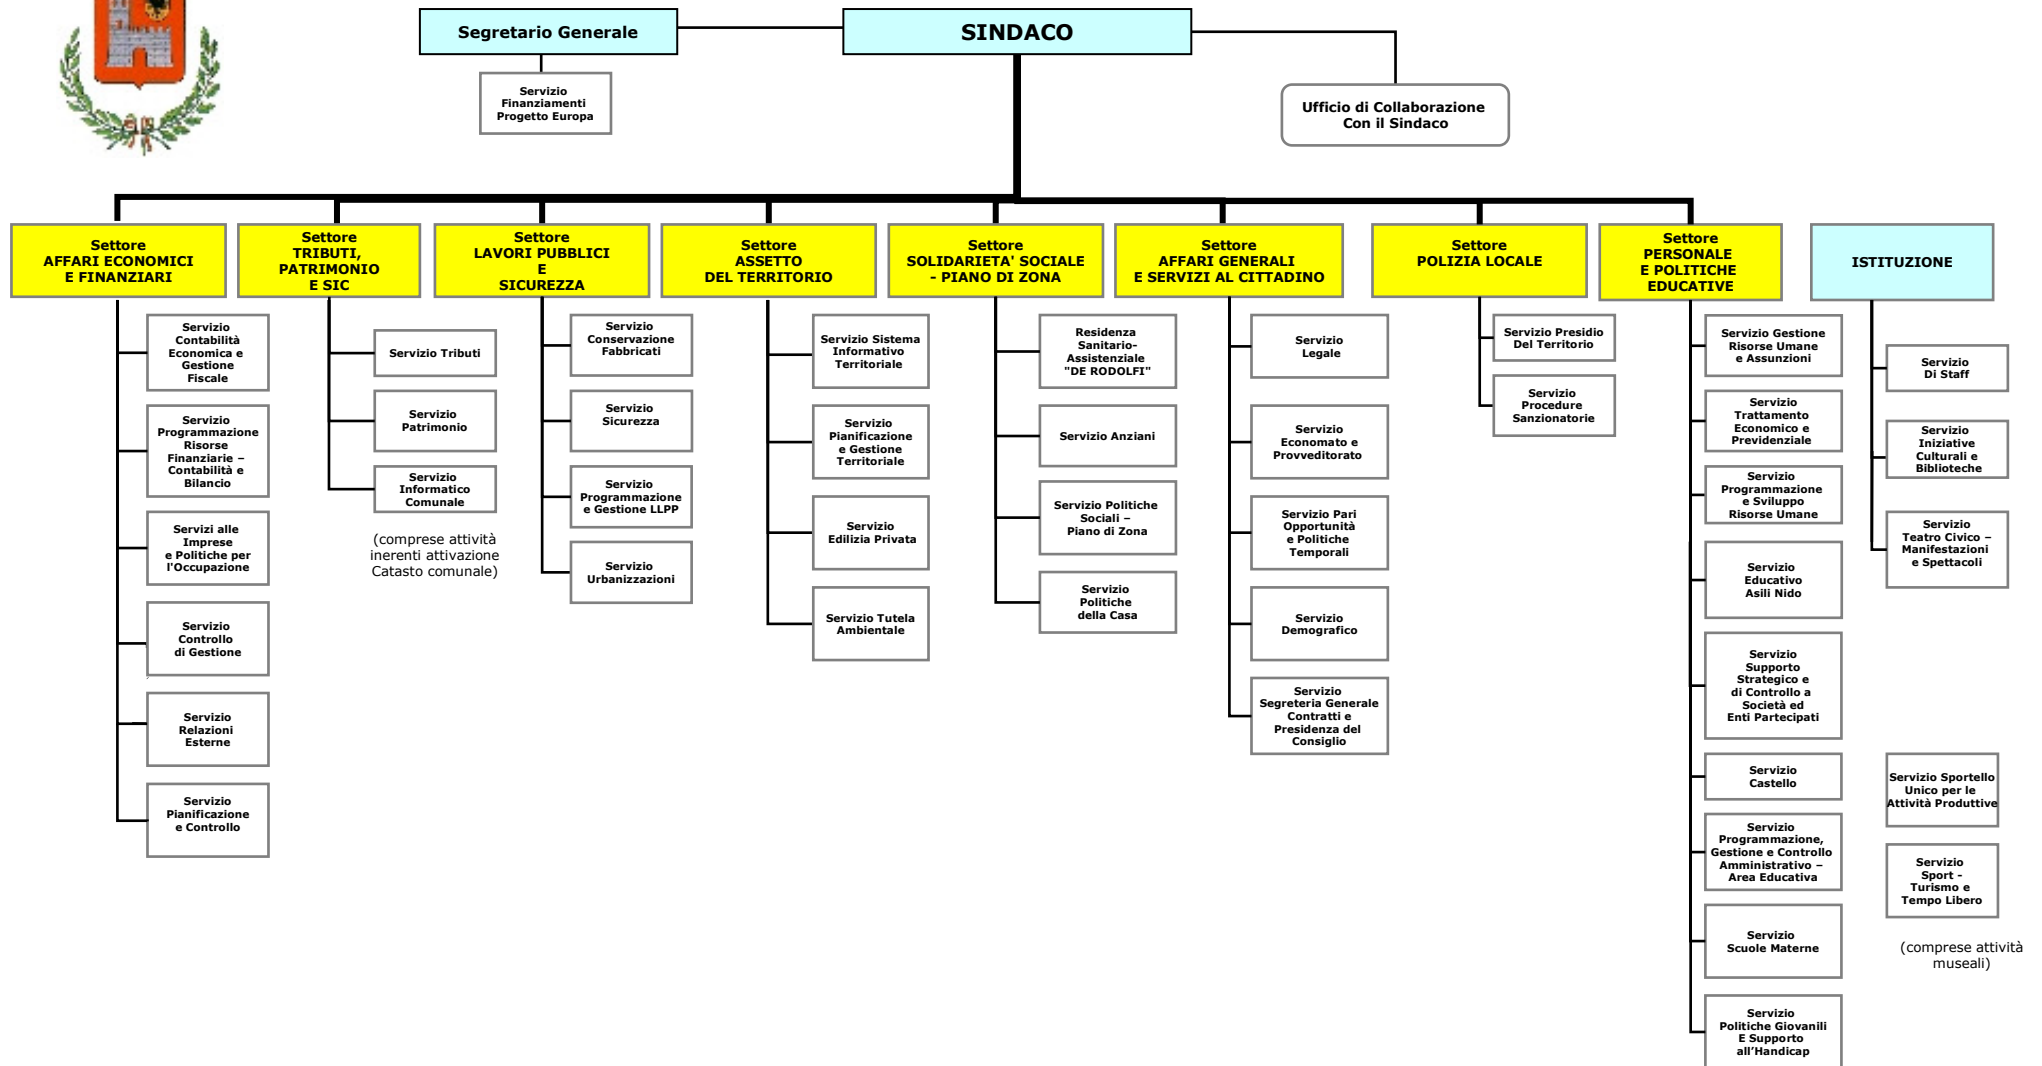 Segretario Generale
SINDACO
Servizio
Finanziamenti
Progetto Europa
Ufficio di Collaborazione
Con il Sindaco
Settore
AFFARI ECONOMICI
E FINANZIARI
Servizio
Contabilità
Economica e
Gestione
Fiscale
Servizio
Programmazione
Risorse
Finanziarie –
Contabilità e
Bilancio
Servizi alle
Imprese
e Politiche per
l'Occupazione
Servizio
Controllo
di Gestione
Servizio
Relazioni
Esterne
Servizio
Pianificazione
e Controllo
Settore
TRIBUTI,
PATRIMONIO
E SIC
Servizio Tributi
Servizio
Patrimonio
Servizio
Informatico
Comunale
(comprese attività
inerenti attivazione
Catasto comunale)
Settore
LAVORI PUBBLICI
E
SICUREZZA
Servizio
Conservazione
Fabbricati
Servizio
Sicurezza
Servizio
Programmazione
e Gestione LLPP
Servizio
Urbanizzazioni
Settore
ASSETTO
DEL TERRITORIO
Servizio Sistema
Informativo
Territoriale
Servizio
Pianificazione
e Gestione
Territoriale
Servizio
Edilizia Privata
Servizio Tutela
Ambientale
Settore
SOLIDARIETA' SOCIALE
- PIANO DI ZONA
Residenza
Sanitario-
Assistenziale
"DE RODOLFI"
Servizio Anziani
Servizio Politiche
Sociali –
Piano di Zona
Servizio
Politiche
della Casa
Settore
AFFARI GENERALI
E SERVIZI AL CITTADINO
Servizio
Legale
Servizio
Economato e
Provveditorato
Servizio Pari
Opportunità
e Politiche
Temporali
Servizio
Demografico
Servizio
Segreteria Generale
Contratti e
Presidenza del
Consiglio
Settore
POLIZIA LOCALE
Servizio Presidio
Del Territorio
Servizio
Procedure
Sanzionatorie
Settore
PERSONALE
E POLITICHE
EDUCATIVE
Servizio Gestione
Risorse Umane
e Assunzioni
Servizio
Trattamento
Economico e
Previdenziale
Servizio
Programmazione
e Sviluppo
Risorse Umane
Servizio
Educativo
Asili Nido
Servizio
Supporto
Strategico e
di Controllo a
Società ed
Enti Partecipati
Servizio
Castello
Servizio
Programmazione,
Gestione e Controllo
Amministrativo –
Area Educativa
Servizio
Scuole Materne
Servizio
Politiche Giovanili
E Supporto
all'Handicap
ISTITUZIONE
Servizio
Di Staff
Servizio
Iniziative
Culturali e
Biblioteche
Servizio
Teatro Civico –
Manifestazioni
e Spettacoli
Servizio Sportello
Unico per le
Attività Produttive
Servizio
Sport -
Turismo e
Tempo Libero
(comprese attività
museali)